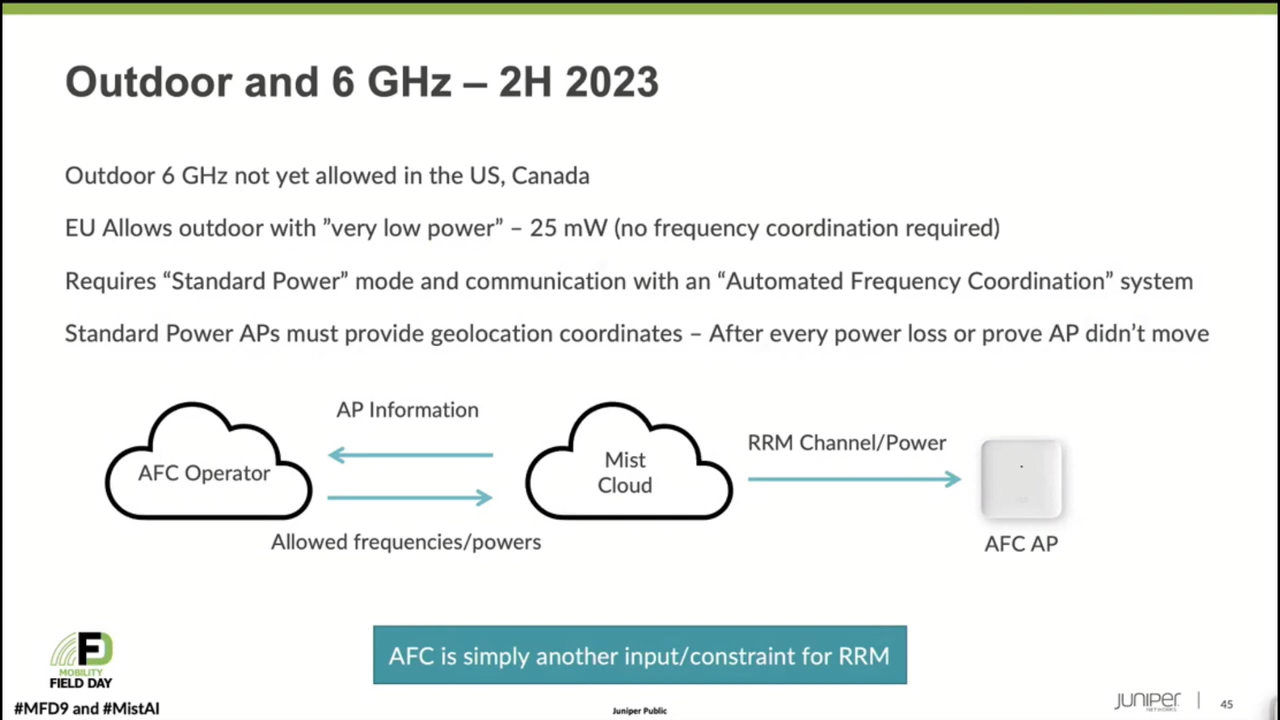 Outdoor and 6 GHz – 2H 2023
Outdoor 6 GHz not yet allowed in the US, Canada
EU Allows outdoor with ”very low power” – 25 mW (no frequency coordination required)
Requires “Standard Power” mode and communication with an “Automated Frequency Coordination” system
Standard Power APs must provide geolocation coordinates – After every power loss or prove AP didn’t move
AFC Operator
AP Information
Allowed frequencies/powers
Mist
Cloud
RRM Channel/Power
AFC AP
AFC is simply another input/constraint for RRM
FD
MOBILITY
FIELD DAY
#MFD9 and #MistAI
Juniper Public
JUNIPER
NETWORKS
45